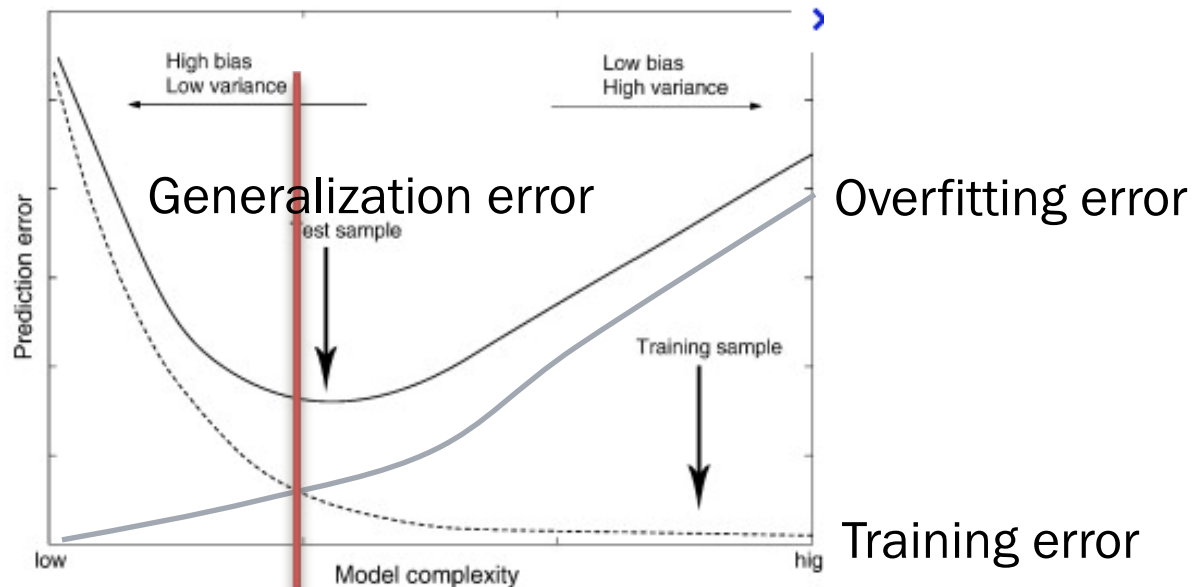 High bias
Low variance
Low bias
High variance
Generalization error
Overfitting error
est sample
Prediction error
Training sample
Training error
low
hig
Model complexity